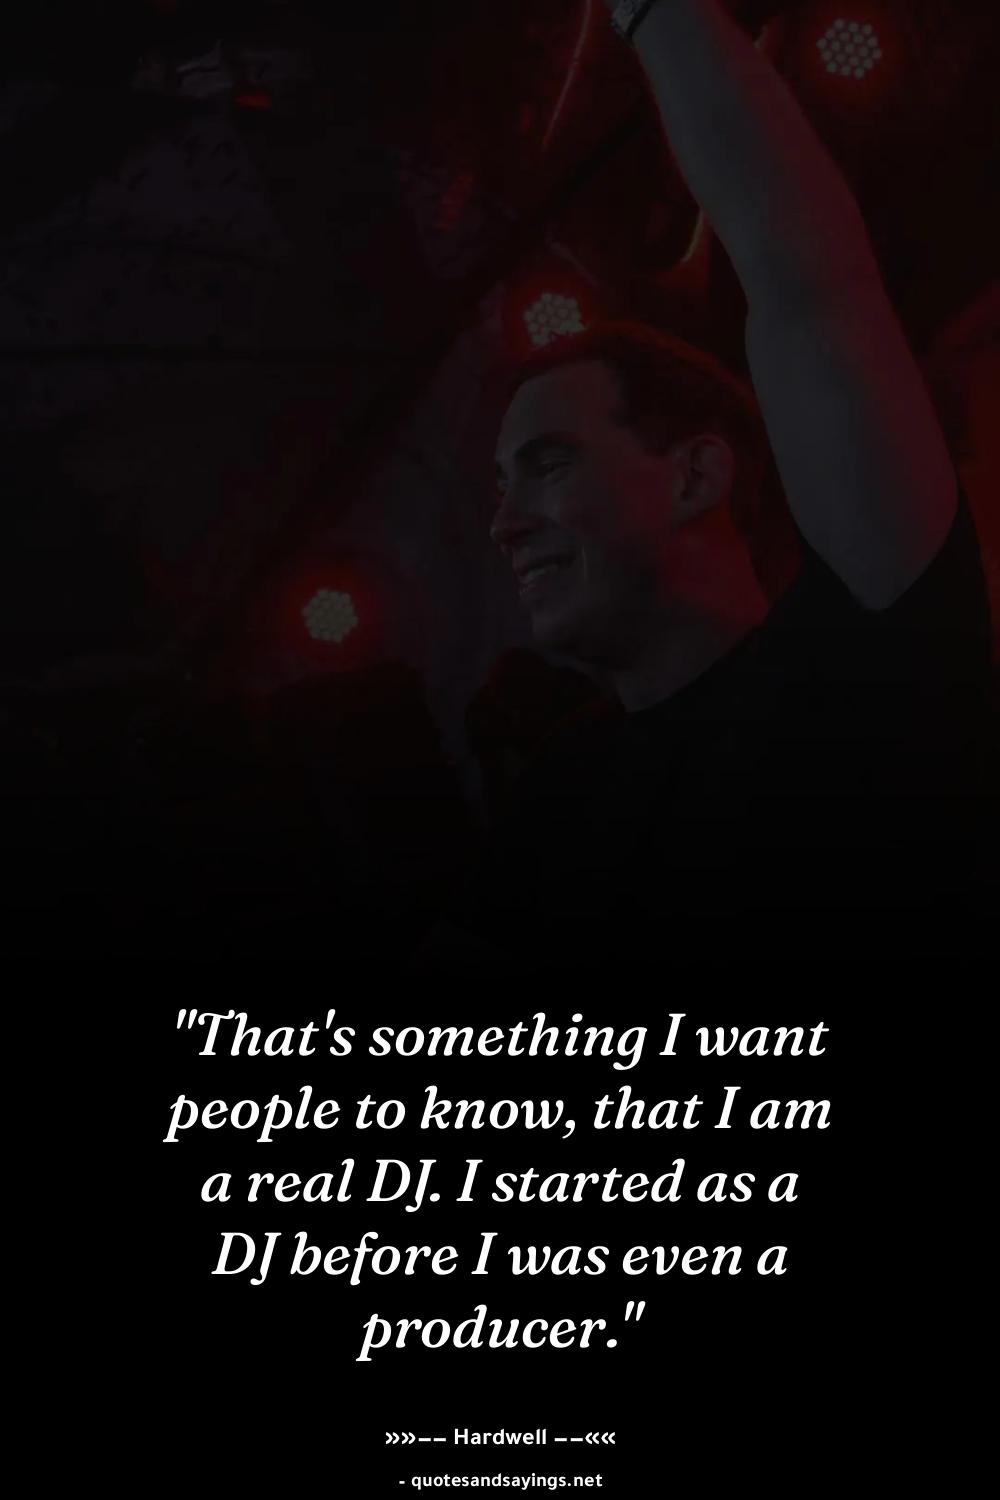 "That's something I want
people to know, that I am
a real DJ. I started as a
DJ before I was even a
producer."
»»−− Hardwell −−««
- quotesandsayings.net